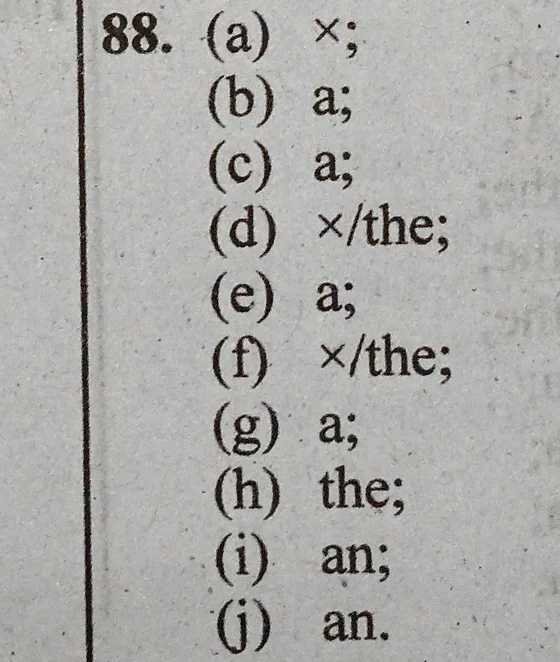 88. (a) ×;
(b) a;
(c) a;
(d) ×/the;
(e) a;
(f) ×/the;
(g) a;
(h) the;
(i) an;
(j) an.